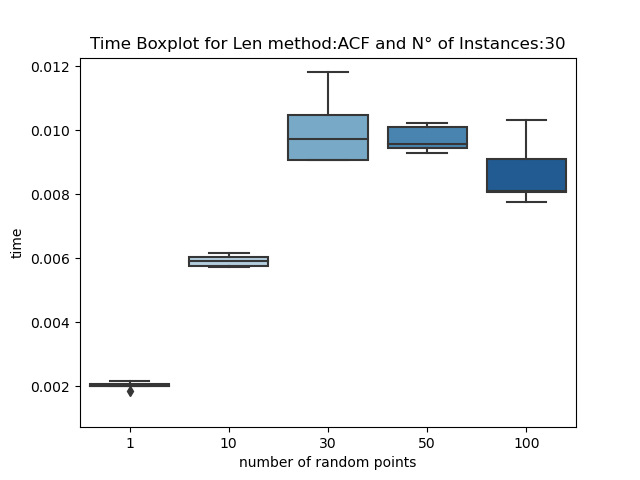 Time Boxplot for Len method:ACF and N° of Instances:30
0.012
0.010
0.008
0.006
0.004
0.002
time
1 10 30 50 100
number of random points